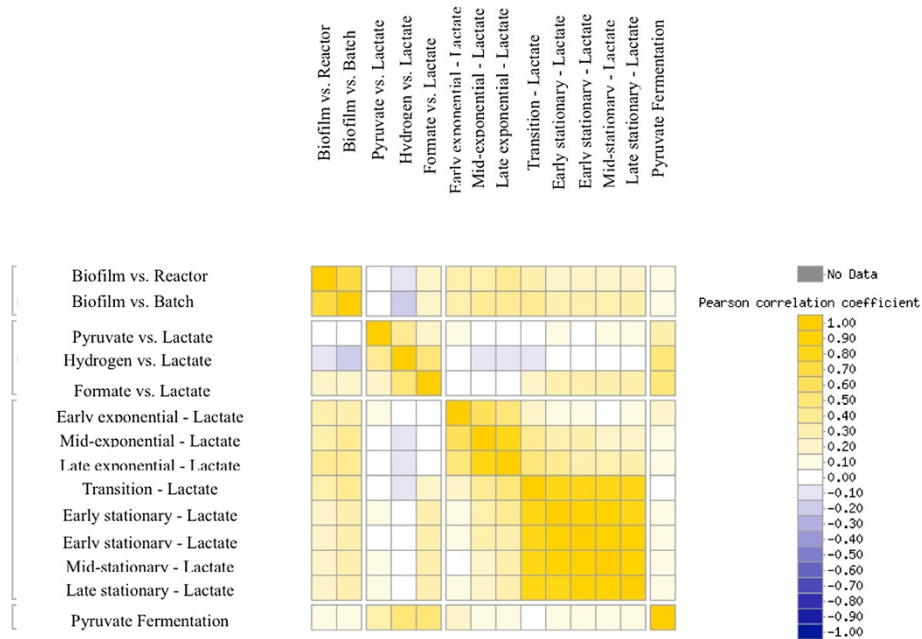 Biofilm vs. Reactor
Biofilm vs. Batch
Pyruvate vs. Lactate
Hydrogen vs. Lactate
Formate vs. Lactate
Early exponential - Lactate
Mid-exponential - Lactate
Late exponential - Lactate
Transition - Lactate
Early stationary - Lactate
Early stationary - Lactate
Mid-stationary - Lactate
Late stationary - Lactate
Pyruvate Fermentation
Biofilm vs. Reactor
Biofilm vs. Batch
Pyruvate vs. Lactate
Hydrogen vs. Lactate
Formate vs. Lactate
Early exponential - Lactate
Mid-exponential - Lactate
Late exponential - Lactate
Transition - Lactate
Early stationary - Lactate
Early stationary - Lactate
Mid-stationary - Lactate
Late stationary - Lactate
Pyruvate Fermentation
No Data
Pearson correlation coefficient
1.00
0.90
0.80
0.70
0.60
0.50
0.40
0.30
0.20
0.10
0.00
-0.10
-0.20
-0.30
-0.40
-0.50
-0.60
-0.70
-0.80
-0.90
-1.00